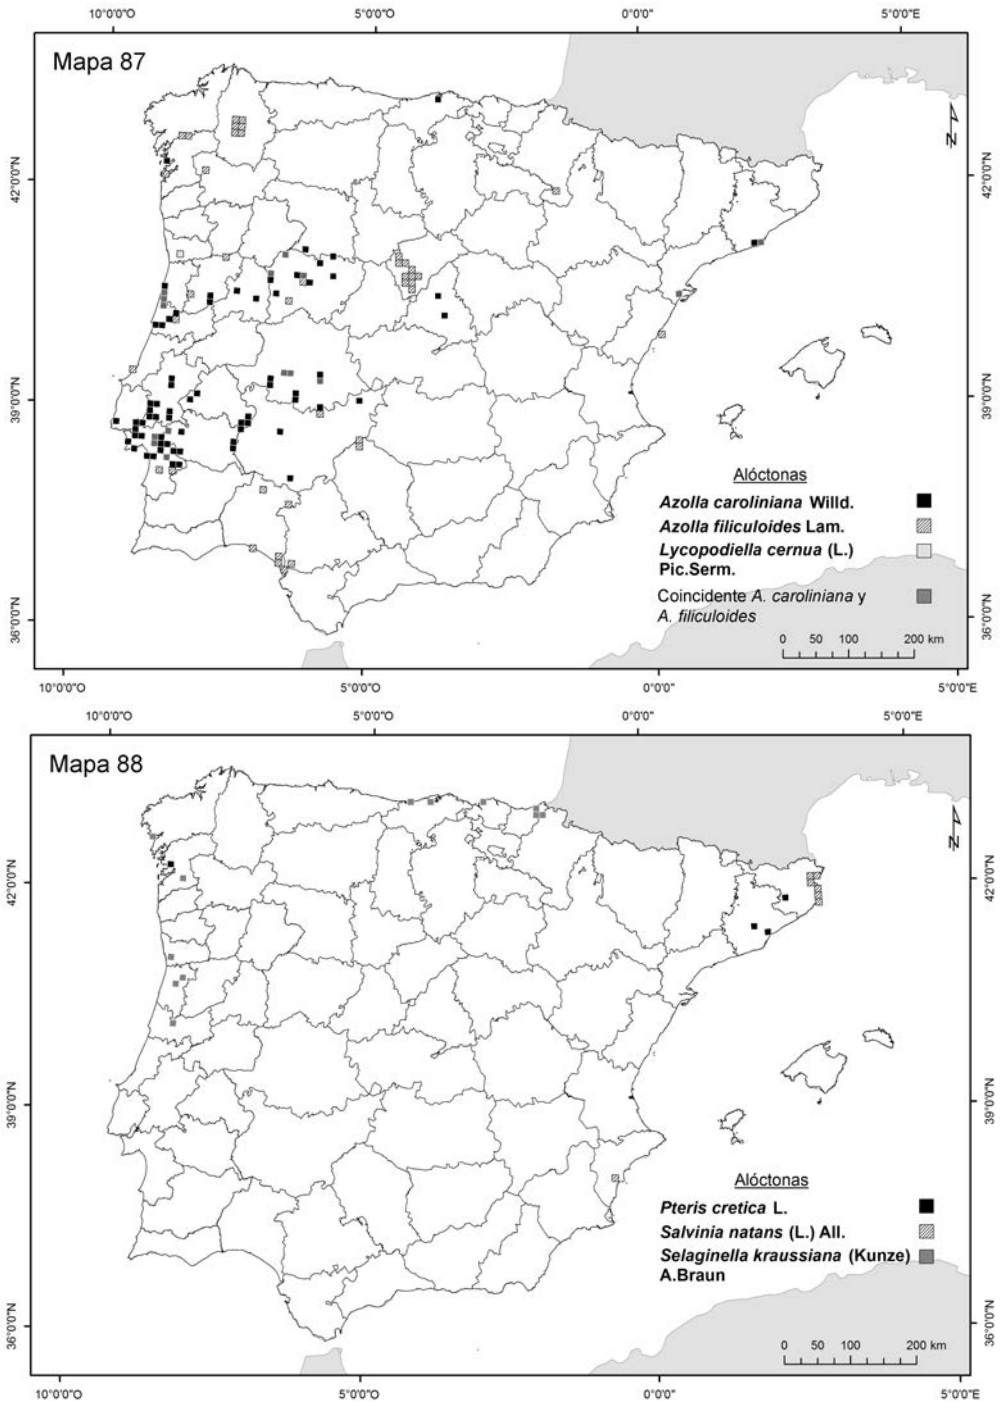 10°0'0"O 5°0'0"O 0°0'0" 5°0'0"E
Mapa 87
N
42°0'0"N 42°0'0"N
39°0'0"N 39°0'0"N
36°0'0"N 36°0'0"N
Alóctonas
Azolla caroliniana Willd.
Azolla filiculoides Lam.
Lycopodiella cernua (L.)
Pic.Serm.
Coincidente A. caroliniana y
A. filiculoides
0 50 100 200 km
10°0'0"O 5°0'0"O 0°0'0" 5°0'0"E
10°0'0"O 5°0'0"O 0°0'0" 5°0'0"E
Mapa 88
N
42°0'0"N 42°0'0"N
39°0'0"N 39°0'0"N
36°0'0"N 36°0'0"N
Alóctonas
Pteris cretica L.
Salvinia natans (L.) All.
Selaginella kraussiana (Kunze)
A.Braun
0 50 100 200 km
10°0'0"O 5°0'0"O 0°0'0" 5°0'0"E